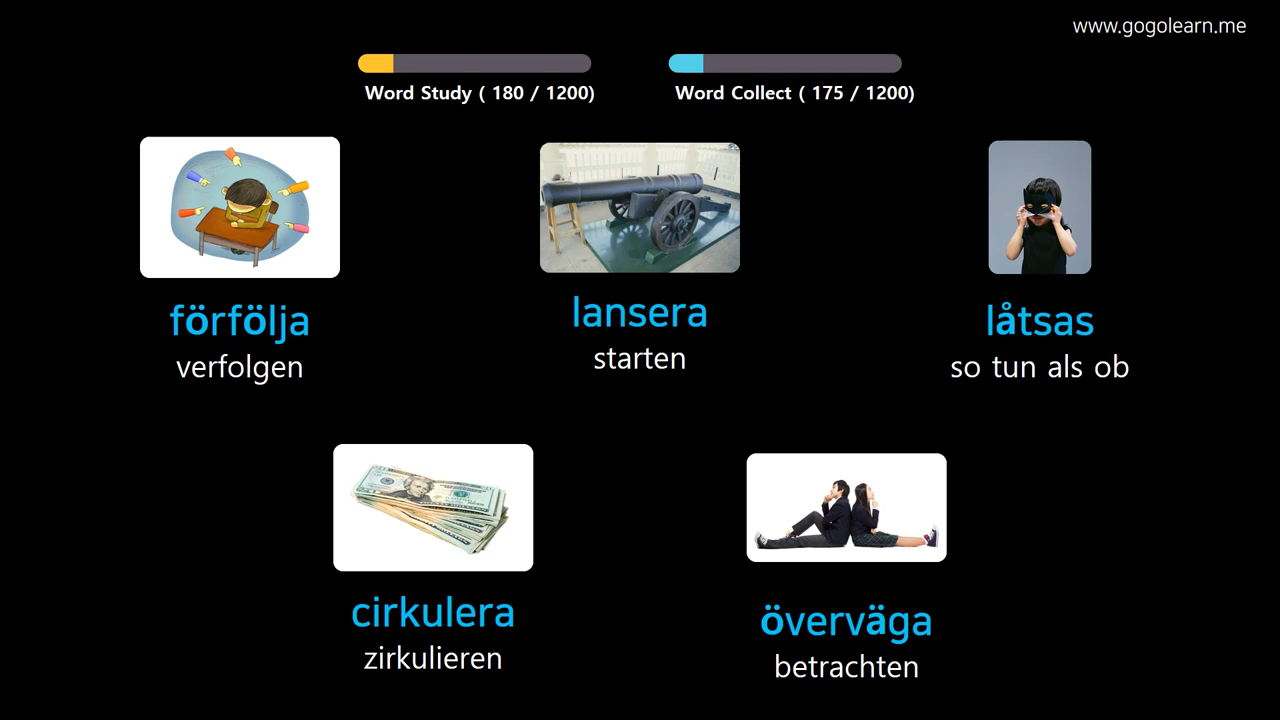 www.gogolearn.me
Word Study ( 180 / 1200)
Word Collect ( 175 / 1200)
förfölja
verfolgen
lansera
starten
låtsas
so tun als ob
cirkulera
zirkulieren
överväga
betrachten